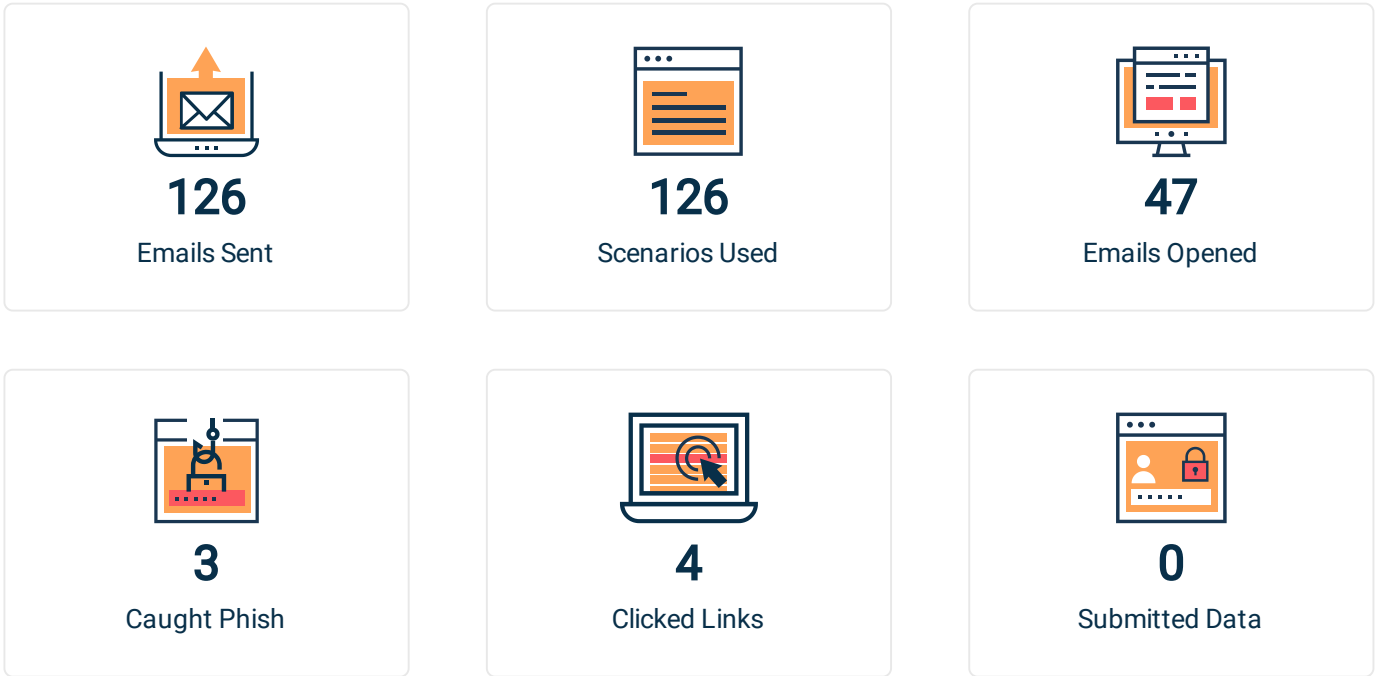 126
Emails Sent
126
Scenarios Used
47
Emails Opened
3
Caught Phish
4
Clicked Links
0
Submitted Data